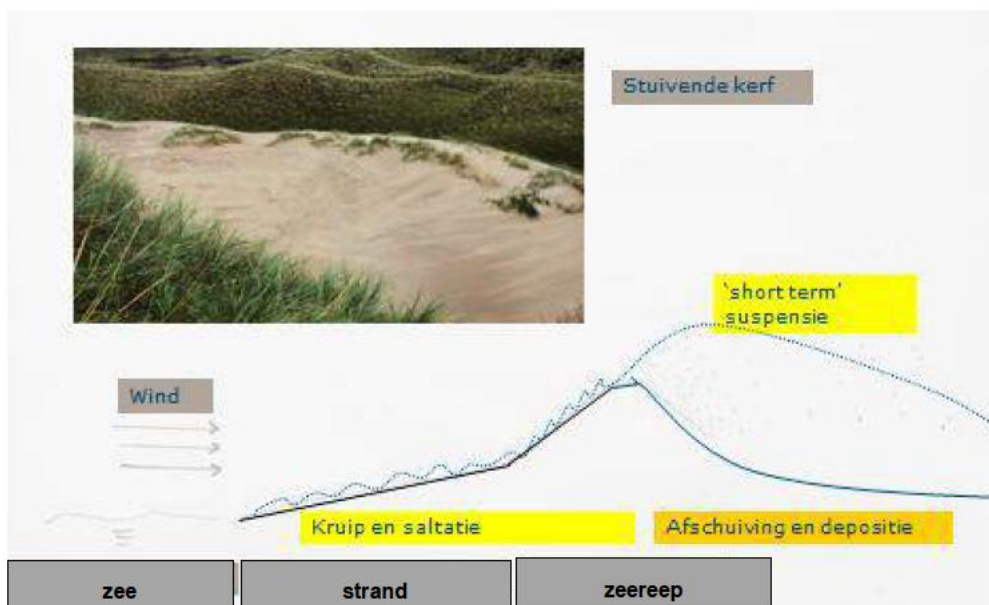 Stuivende kerf
'short term'
suspensie
Wind
Kruip en saltatie
Afschuiving en depositie
zee
strand
zeereep